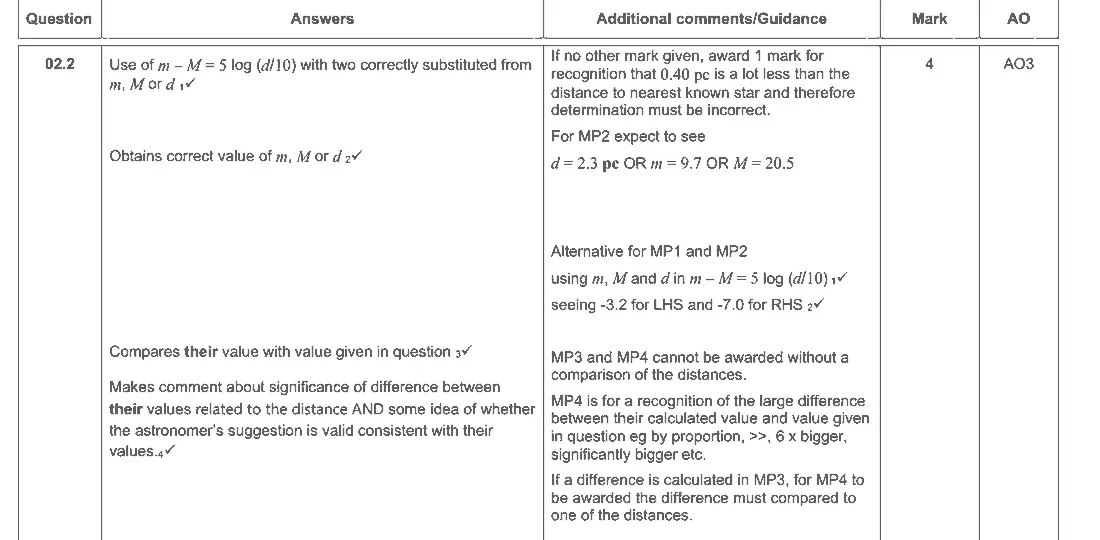 Question Answers Additional comments/Guidance Mark AO
02.2
Use of m – M = 5 log (d/10) with two correctly substituted from
m, M or d 1✓
Obtains correct value of m, M or d 2✓
Compares their value with value given in question 3✓
Makes comment about significance of difference between
their values related to the distance AND some idea of whether
the astronomer's suggestion is valid consistent with their
values.4✓
If no other mark given, award 1 mark for
recognition that 0.40 pc is a lot less than the
distance to nearest known star and therefore
determination must be incorrect.
For MP2 expect to see
d = 2.3 pc OR m = 9.7 OR M = 20.5
Alternative for MP1 and MP2
using m, M and d in m – M = 5 log (d/10) 1✓
seeing -3.2 for LHS and -7.0 for RHS 2✓
MP3 and MP4 cannot be awarded without a
comparison of the distances.
MP4 is for a recognition of the large difference
between their calculated value and value given
in question eg by proportion, >>, 6 x bigger,
significantly bigger etc.
If a difference is calculated in MP3, for MP4 to
be awarded the difference must compared to
one of the distances.
4
AO3